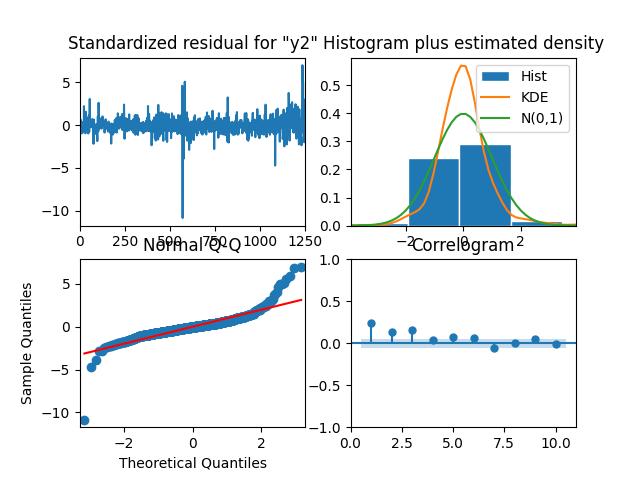 Standardized residual for "y2" Histogram plus estimated density
5
0
−5
−10
0 250 500 750 1000 1250
0.5
0.4
0.3
0.2
0.1
0.0
−2 0 2
Hist
KDE
N(0,1)
Normal Q-Q
Correlogram
Sample Quantiles
5
0
−5
−10
−2 0 2
Theoretical Quantiles
1.0
0.5
0.0
−0.5
−1.0
0.0 2.5 5.0 7.5 10.0